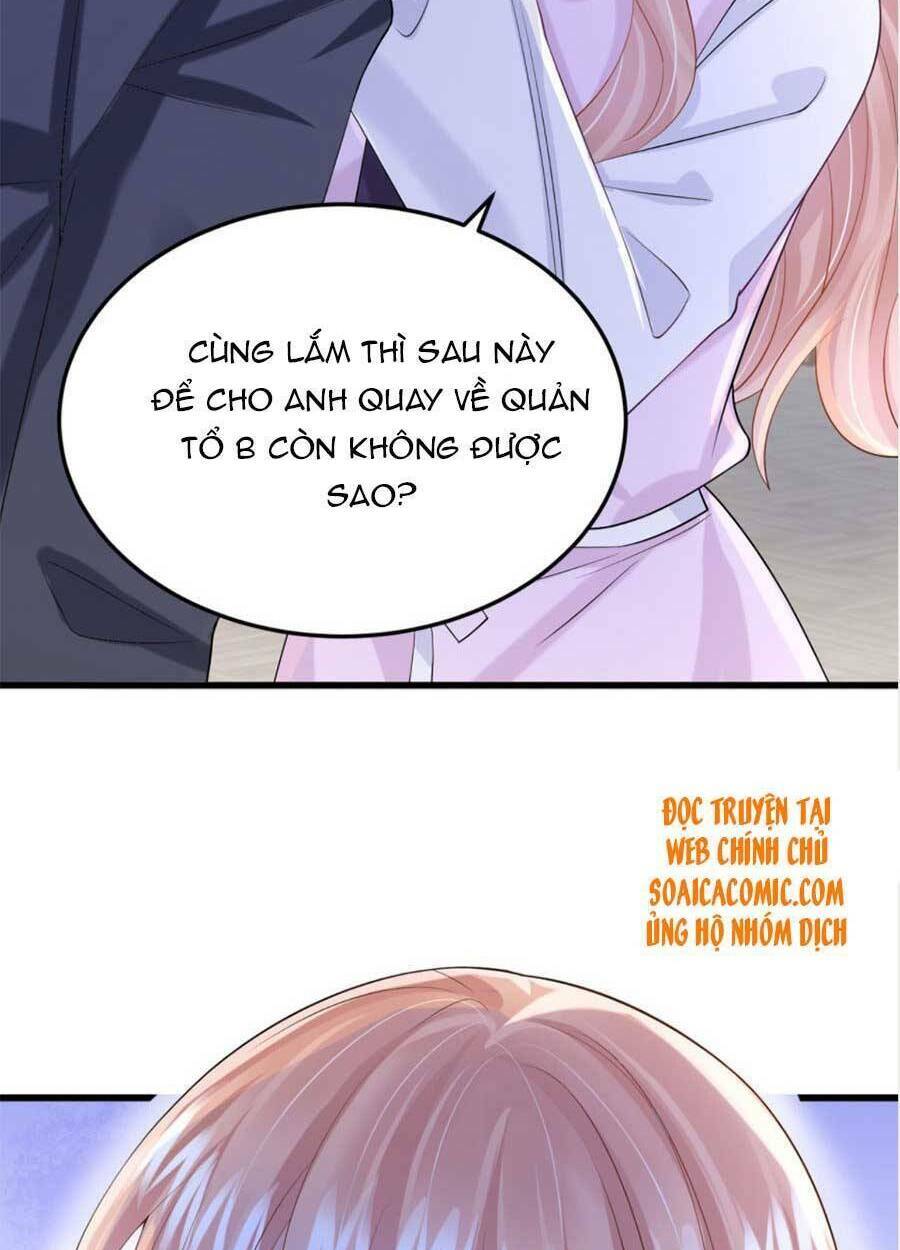 CÙNG LẮM THÌ SAU NÀY
ĐỂ CHO ANH QUAY VỀ QUẢN
TỔ B CÒN KHÔNG ĐƯỢC
SAO?
ĐỌC TRUYỆN TẠI
WEB CHÍNH CHỦ
SOAICACOMIC.COM
ỦNG HỘ NHÓM DỊCH